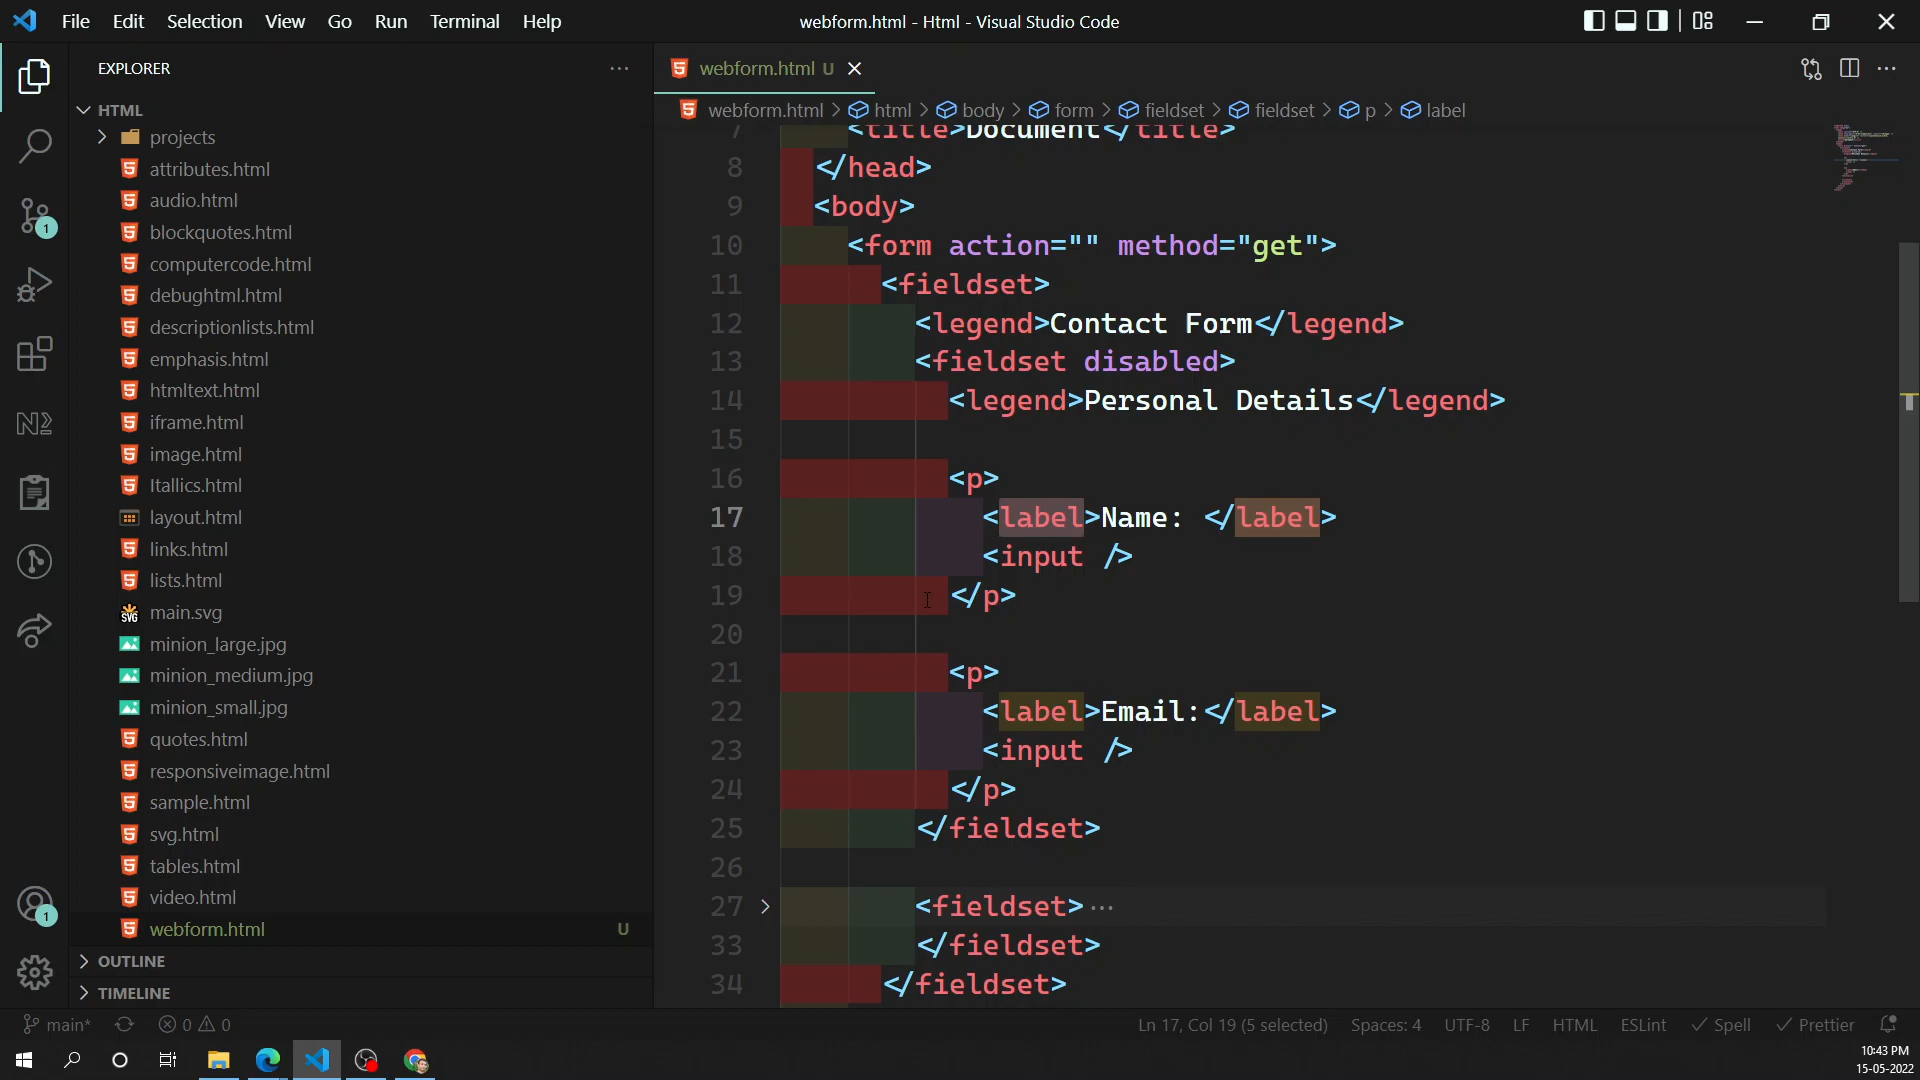 File Edit Selection View Go Run Terminal Help
webform.html - Html - Visual Studio Code
EXPLORER
HTML
projects
attributes.html
audio.html
blockquotes.html
computercode.html
debughtml.html
descriptionlists.html
emphasis.html
htmltext.html
iframe.html
image.html
Itallics.html
layout.html
links.html
lists.html
main.svg
minion_large.jpg
minion_medium.jpg
minion_small.jpg
quotes.html
responsiveimage.html
sample.html
svg.html
tables.html
video.html
webform.html U
OUTLINE
TIMELINE
1
1
webform.html U
webform.html > html > body > form > fieldset > fieldset > p > label
7 <title>Document</title>
8 </head>
9 <body>
10 <form action="" method="get">
11 <fieldset>
12 <legend>Contact Form</legend>
13 <fieldset disabled>
14 <legend>Personal Details</legend>
15
16 <p>
17 <label>Name: </label>
18 <input />
19 </p>
20
21 <p>
22 <label>Email:</label>
23 <input />
24 </p>
25 </fieldset>
26
27 <fieldset>...
33 </fieldset>
34 </fieldset>
main* 0 0
Ln 17, Col 19 (5 selected) Spaces: 4 UTF-8 LF HTML ESLint Spell Prettier
10:43 PM
15-05-2022